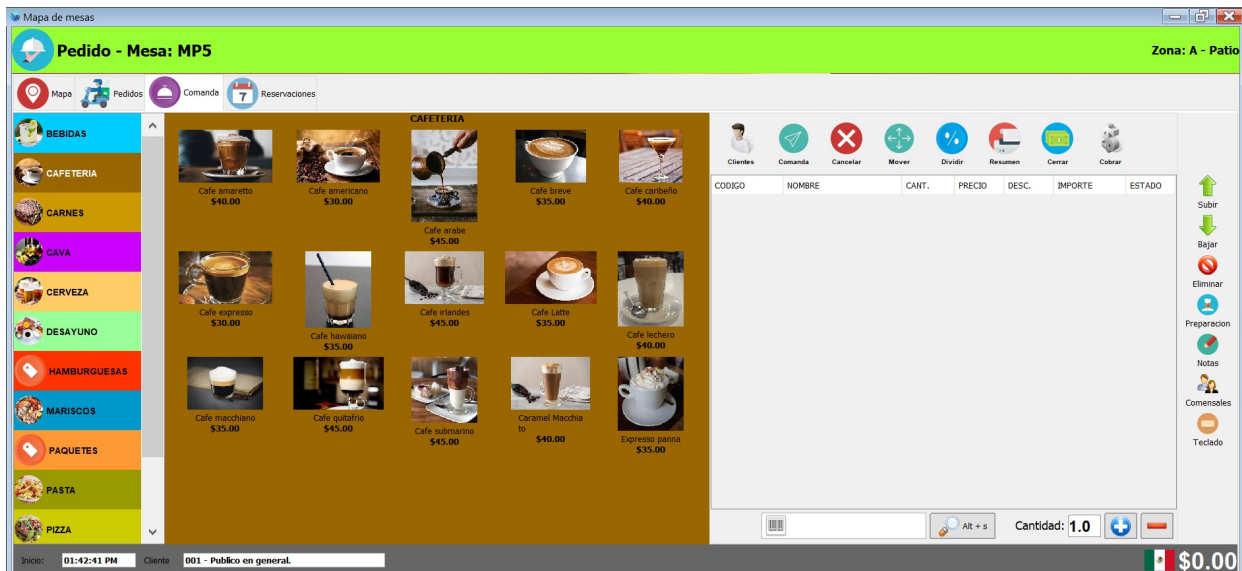 Mapa de mesas
Pedido - Mesa: MP5
Zona: A - Patio
Mapa
Pedidos
Comanda
7
Reservaciones
BEBIDAS
CAFETERIA
CARNES
CAVA
CERVEZA
DESAYUNO
HAMBURGUESAS
MARISCOS
PAQUETES
PASTA
PIZZA
CAFETERIA
Cafe amaretto
$40.00
Cafe americano
$30.00
Cafe arabe
$45.00
Cafe breve
$35.00
Cafe caribeño
$40.00
Cafe expresso
$30.00
Cafe hawaiano
$35.00
Cafe irlandes
$45.00
Cafe Latte
$35.00
Cafe lechero
$40.00
Cafe macchiano
$35.00
Cafe quitafrio
$45.00
Cafe submarino
$45.00
Caramel Macchia
to
$40.00
Expresso panna
$35.00
Clientes
Comanda
Cancelar
Mover
Dividir
Resumen
Cerrar
Cobrar
CODIGO NOMBRE CANT. PRECIO DESC. IMPORTE ESTADO
Subir
Bajar
Eliminar
Preparacion
Notas
Comensales
Teclado
Alt + s
Cantidad: 1.0
Inicio: 01:42:41 PM Cliente 001 - Publico en general.
$0.00